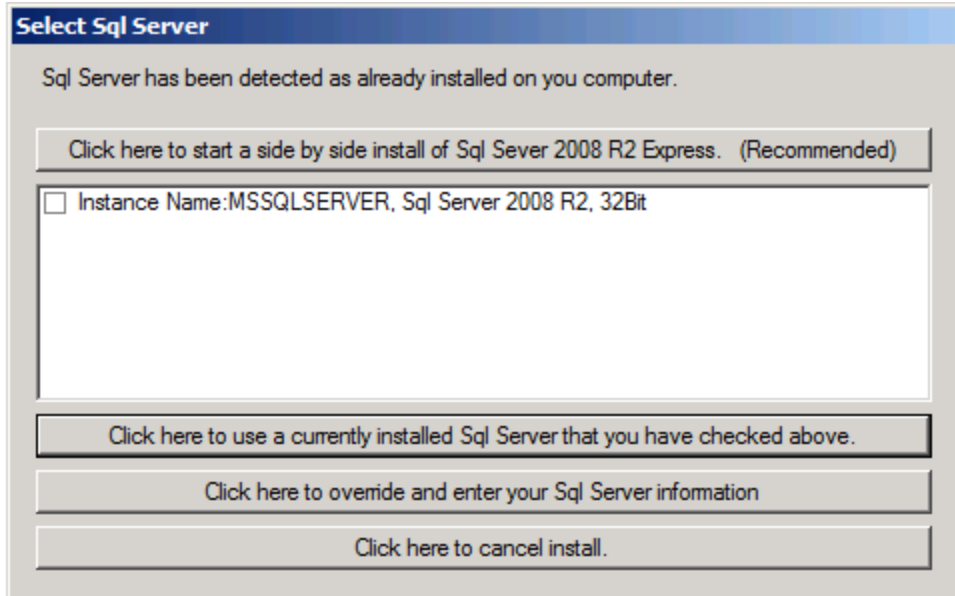 Select Sql Server
Sql Server has been detected as already installed on you computer.
Click here to start a side by side install of Sql Sever 2008 R2 Express.   (Recommended)
Instance Name:MSSQLSERVER, Sql Server 2008 R2, 32Bit
Click here to use a currently installed Sql Server that you have checked above.
Click here to override and enter your Sql Server information
Click here to cancel install.